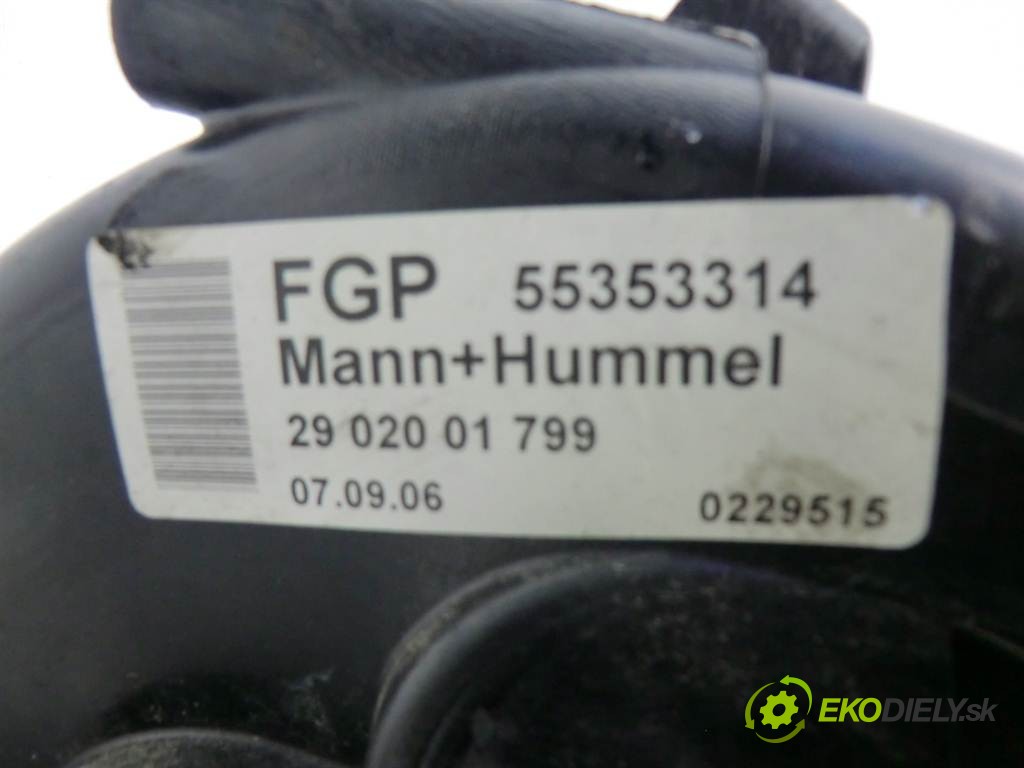 FGP 55353314
Mann+Hummel
29 020 01 799
07.09.06 0229515
EKODIELY.sk